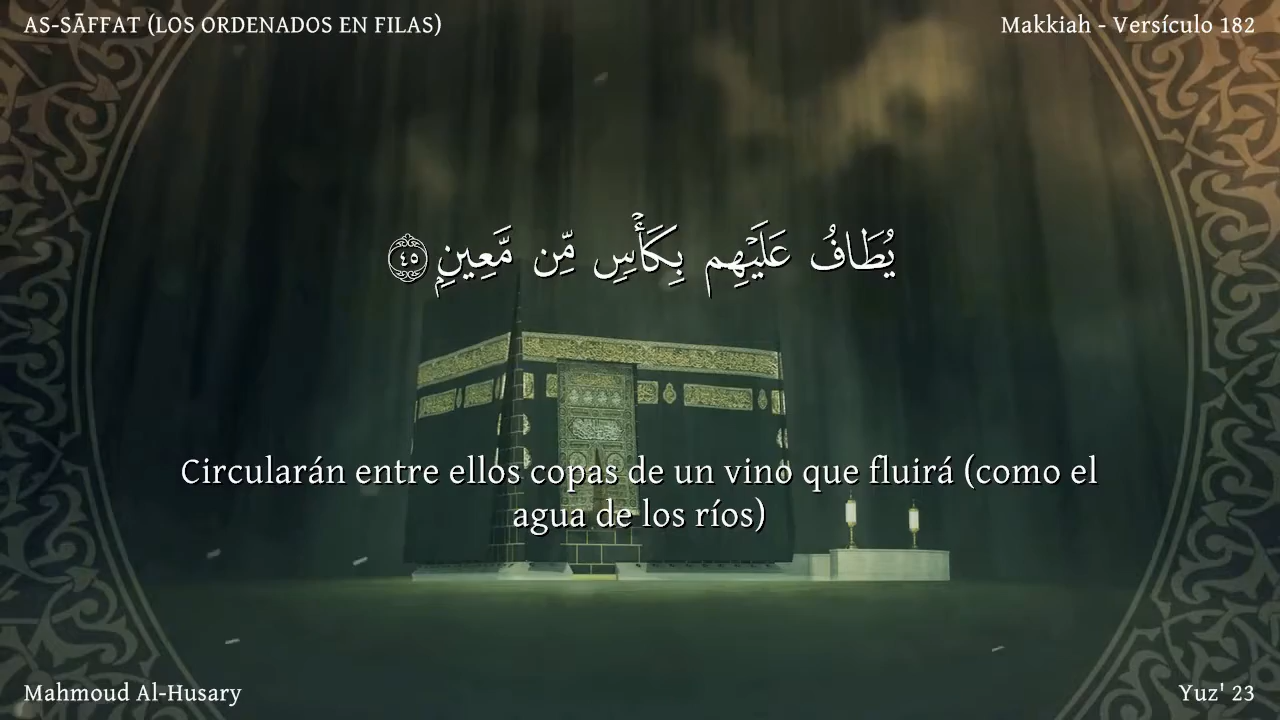 AS-SĀFFAT (LOS ORDENADOS EN FILAS)
Makkiah - Versículo 182
يُطَافُ عَلَيْهِم بِكَأْسٍ مِّن مَّعِينٍۭ ٤٥
Circularán entre ellos copas de un vino que fluirá (como el
agua de los ríos)
Mahmoud Al-Husary
Yuz' 23